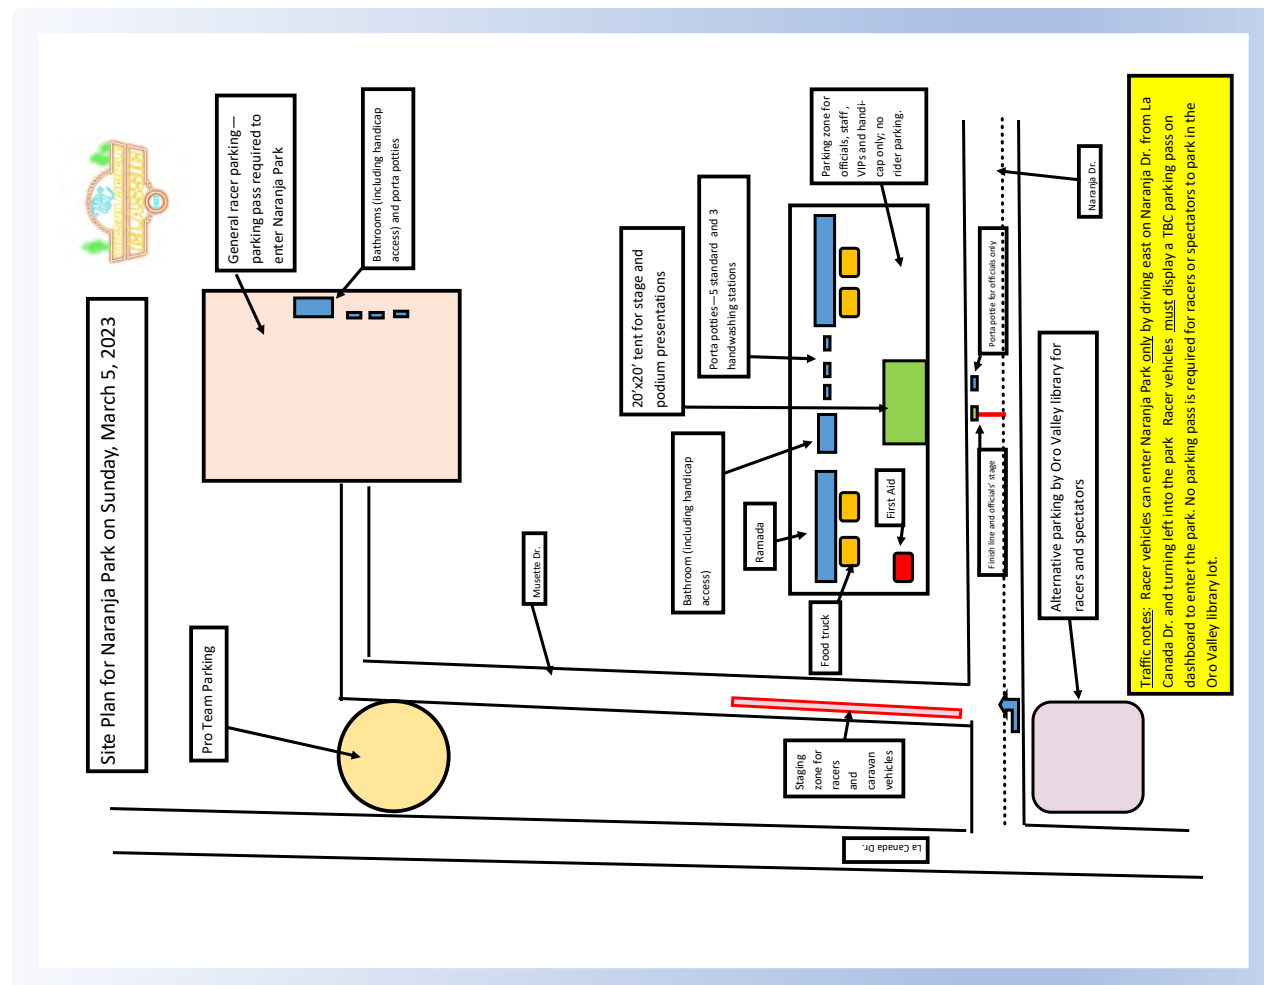 Site Plan for Naranja Park on Sunday, March 5, 2023
General racer parking—
parking pass required to
enter Naranja Park
Bathrooms (including handicap
access) and porta potties
Pro Team Parking
Musette Dr.
20’x20’ tent for stage and
podium presentations
Porta potties—5 standard and 3
handwashing stations
Parking zone for
officials, staff ,
VIPs and handi-
cap only; no
rider parking.
Bathroom (including handicap
access)
Ramada
First Aid
Food truck
Staging
zone for
racers
and
caravan
vehicles
La Canada Dr.
Porta pottie for officials only
Finish line and officials’ stage
Naranja Dr.
Alternative parking by Oro Valley library for
racers and spectators
Traffic notes: Racer vehicles can enter Naranja Park only by driving east on Naranja Dr. from La
Canada Dr. and turning left into the park Racer vehicles must display a TBC parking pass on
dashboard to enter the park. No parking pass is required for racers or spectators to park in the
Oro Valley library lot.